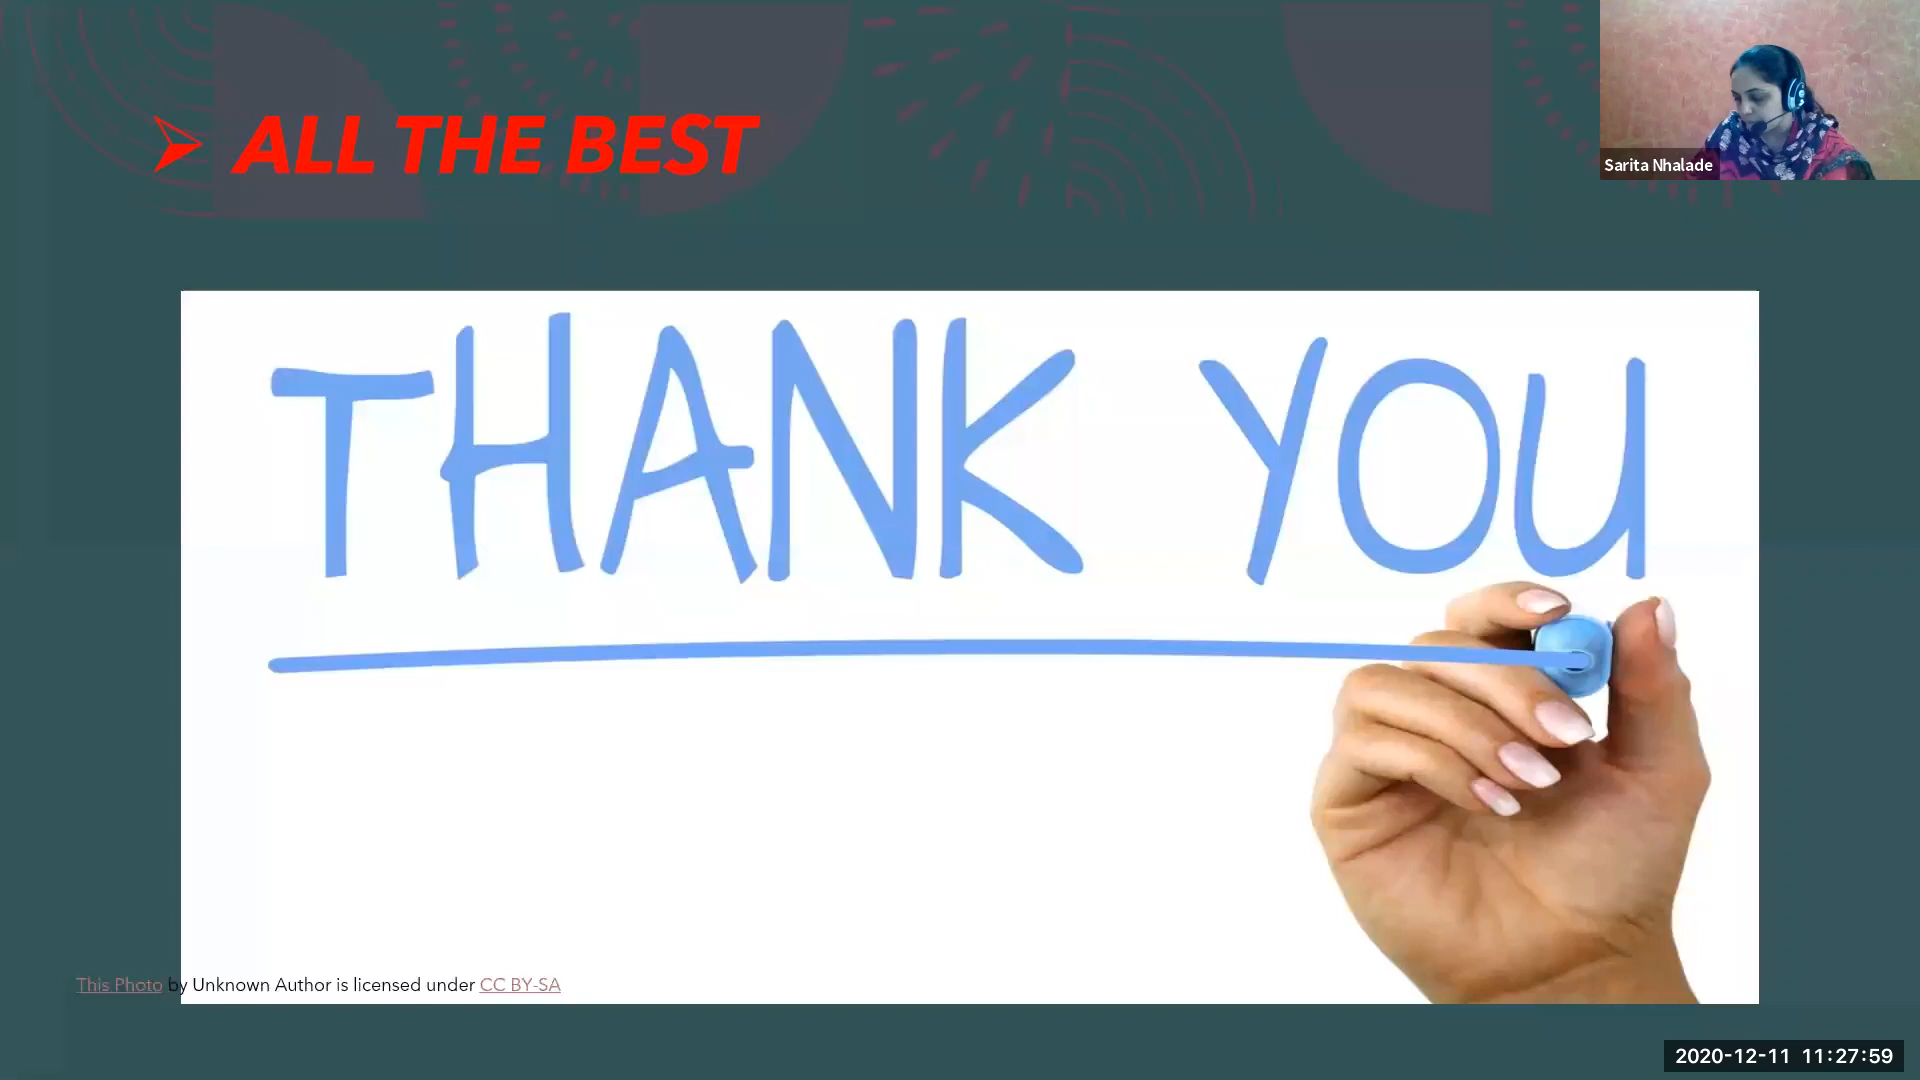 ALL THE BEST
Sarita Nhalade
THANK YOU
This Photo by Unknown Author is licensed under CC BY-SA
2020-12-11 11:27:59